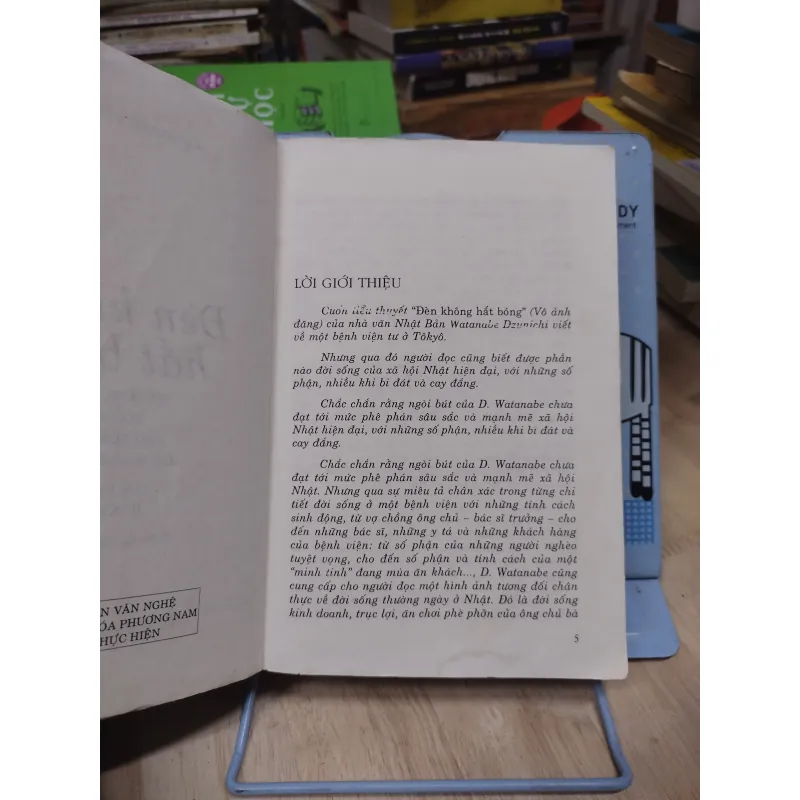 LỜI GIỚI THIỆU
Cuốn tiểu thuyết "Đèn không hắt bóng" (Vô ảnh
đăng) của nhà văn Nhật Bản Watanabe Dzunichi viết
về một bệnh viện tư ở Tôkyô.
Nhưng qua đó người đọc cũng biết được phần
nào đời sống của xã hội Nhật hiện đại, với những số
phận, nhiều khi bi đát và cay đắng.
Chắc chắn rằng ngòi bút của D. Watanabe chưa
đạt tới mức phê phán sâu sắc và mạnh mẽ xã hội
Nhật hiện đại, với những số phận, nhiều khi bi đát và
cay đắng.
Chắc chắn rằng ngòi bút của D. Watanabe chưa
đạt tới mức phê phán sâu sắc và mạnh mẽ xã hội
Nhật. Nhưng qua sự miêu tả chân xác trong từng chi
tiết đời sống ở một bệnh viện với những tính cách
sinh động, từ vợ chồng ông chủ – bác sĩ trưởng – cho
đến những bác sĩ, những y tá và những khách hàng
của bệnh viện: từ số phận của những người nghèo
tuyệt vọng, cho đến số phận và tính cách của một
"minh tinh" đang mùa ăn khách..., D. Watanabe cũng
cung cấp cho người đọc một hình ảnh tương đối chân
thực về đời sống thường ngày ở Nhật. Đó là đời sống
kinh doanh, trục lợi, ăn chơi phè phỡn của ông chủ bà
5
ẢN VĂN NGHỆ
ÓA PHƯƠNG NAM
HỰC HIỆN
DY